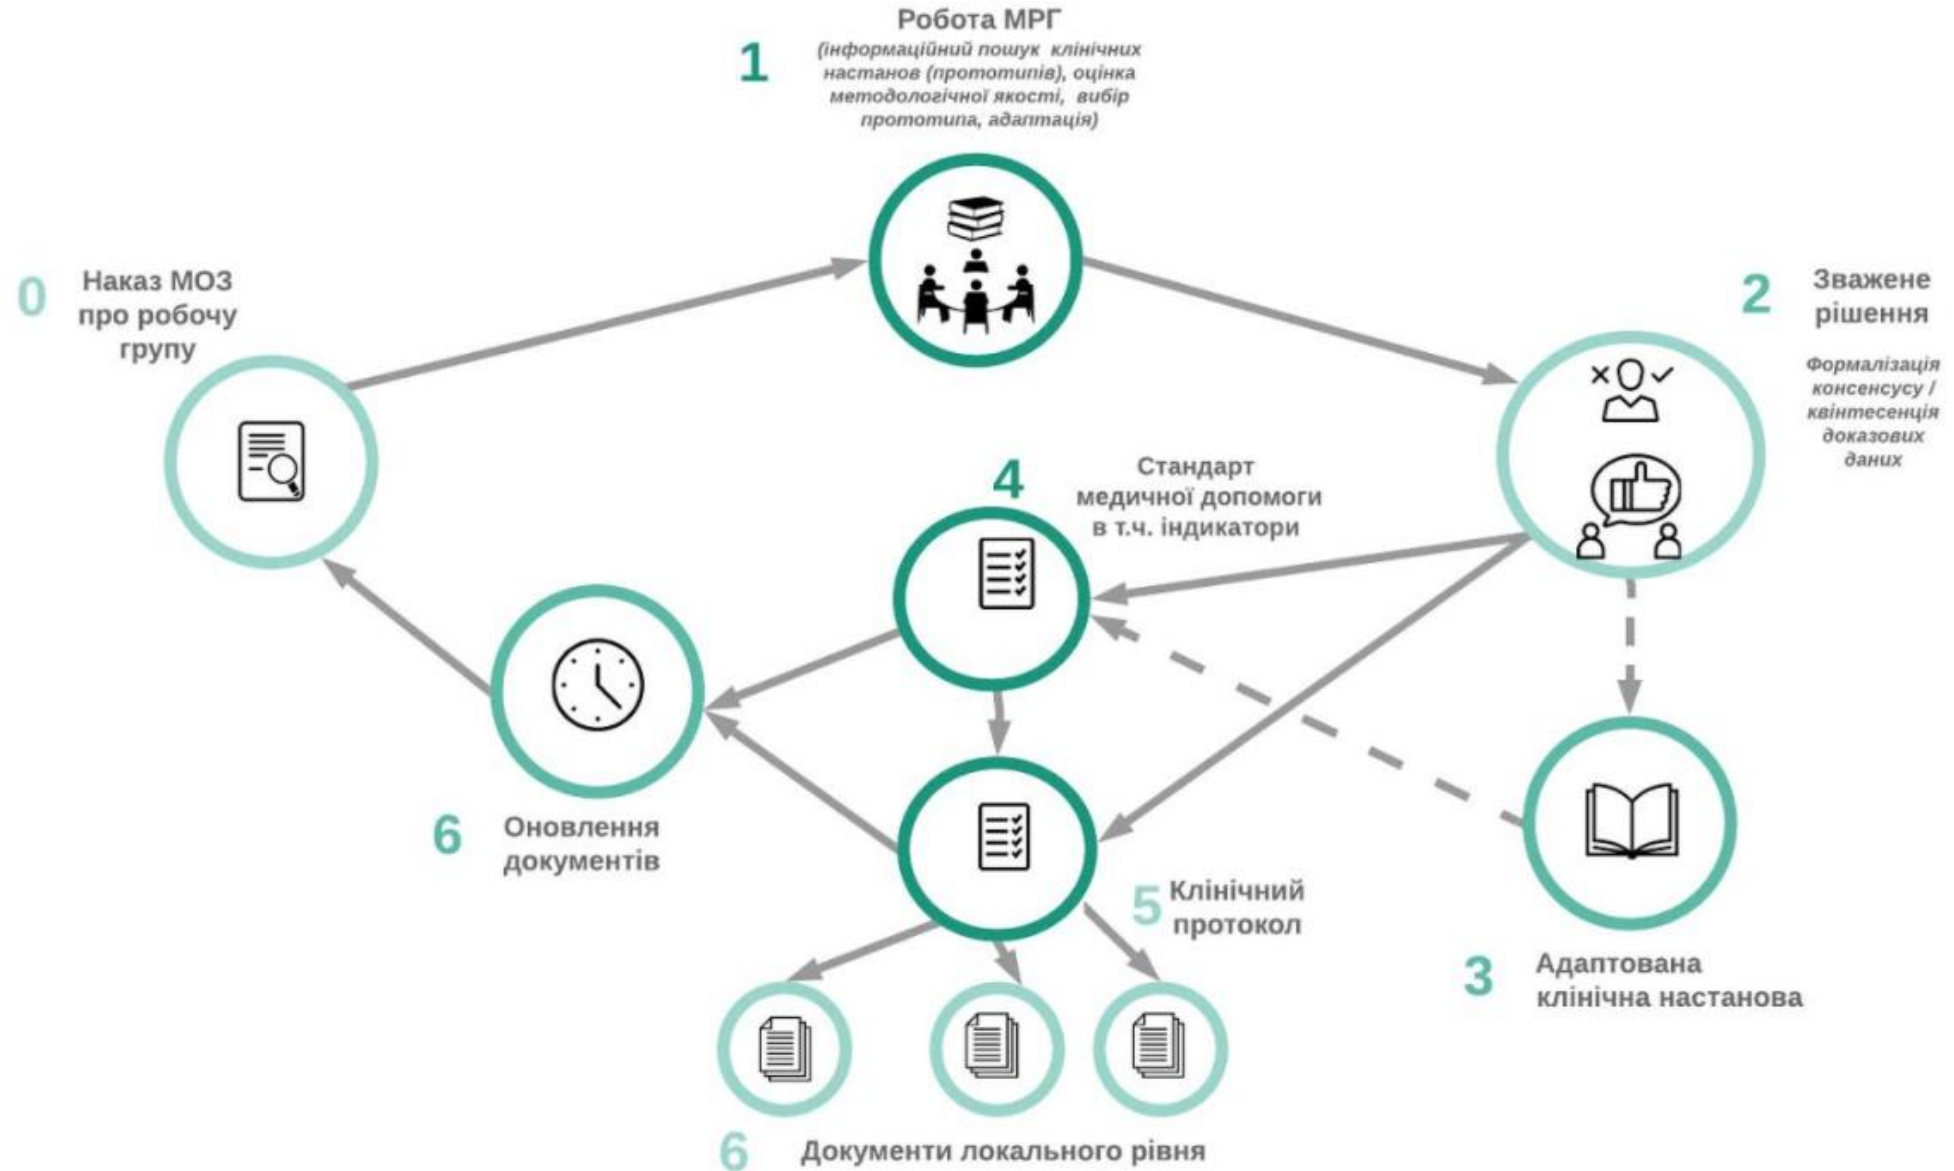 1
Робота МРГ
(інформаційний пошук клінічних
настанов (прототипів), оцінка
методологічної якості, вибір
прототипа, адаптація)
0
Наказ МОЗ
про робочу
групу
2
Зважене
рішення
Формалізація
консенсусу /
квінтесенція
доказових
даних
4
Стандарт
медичної допомоги
в т.ч. індикатори
6
Оновлення
документів
5
Клінічний
протокол
3
Адаптована
клінічна настанова
6
Документи локального рівня